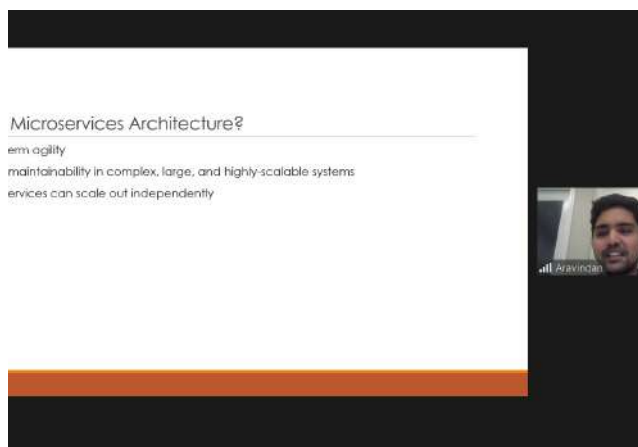 Microservices Architecture?
erm agility
maintainability in complex, large, and highly-scalable systems
ervices can scale out independently
Aravindan